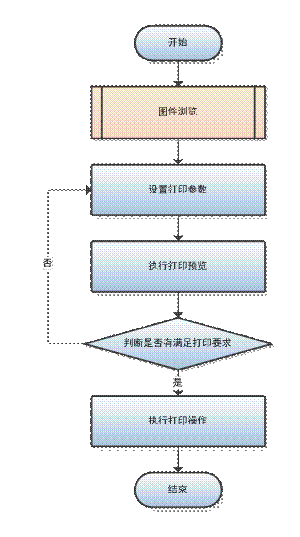 开始
图件浏览
设置打印参数
执行打印预览
否
判断是否有满足打印要求
是
执行打印操作
结束